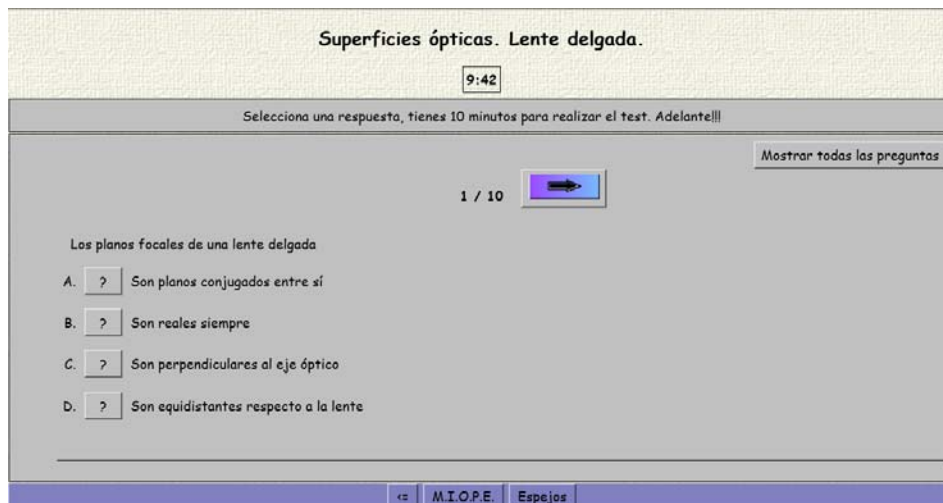 Superficies ópticas. Lente delgada.
9:42
Selecciona una respuesta, tienes 10 minutos para realizar el test. Adelante!!!
Mostrar todas las preguntas
1 / 10
Los planos focales de una lente delgada
A. ? Son planos conjugados entre sí
B. ? Son reales siempre
C. ? Son perpendiculares al eje óptico
D. ? Son equidistantes respecto a la lente
<= M.I.O.P.E. Espejos